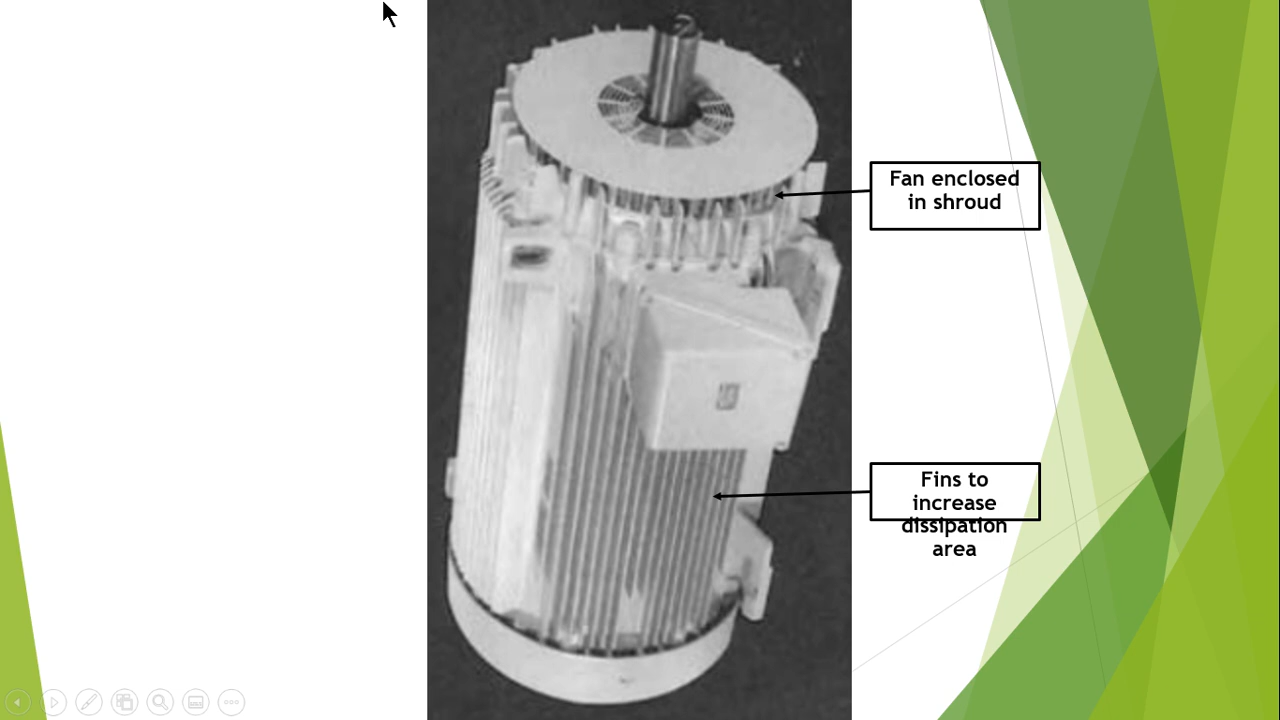 Fan enclosed
in shroud
Fins to
increase
dissipation
area